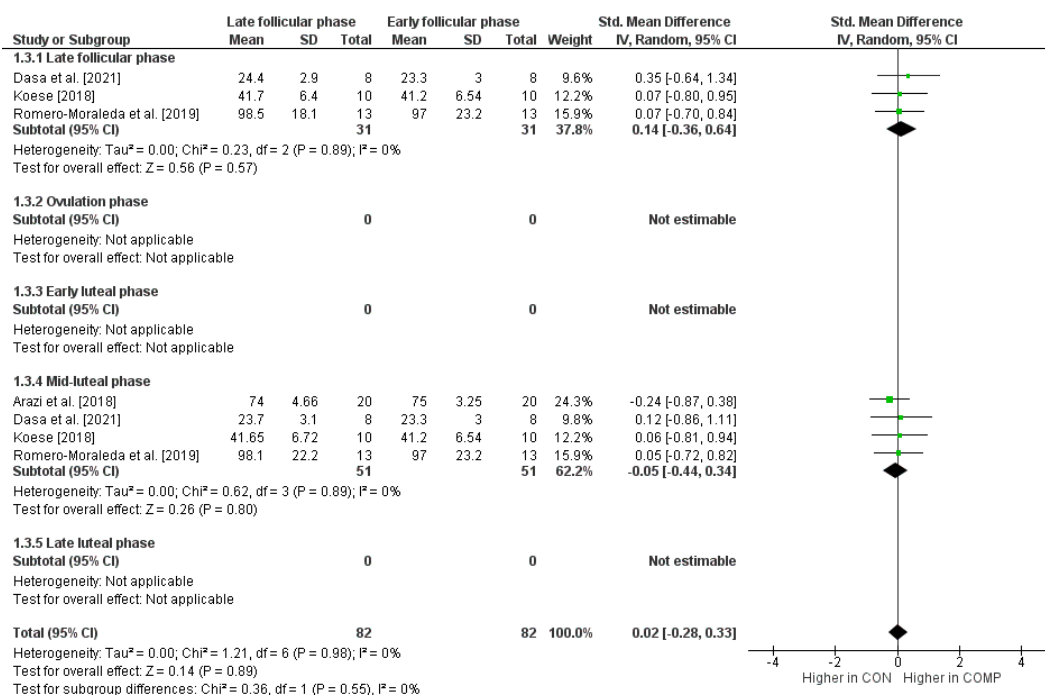 Late follicular phase Early follicular phase Std. Mean Difference Std. Mean Difference
Study or Subgroup Mean SD Total Mean SD Total Weight IV, Random, 95% CI IV, Random, 95% CI
1.3.1 Late follicular phase
Dasa et al. [2021] 24.4 2.9 8 23.3 3 8 9.6% 0.35 [-0.64, 1.34]
Koese [2018] 41.7 6.4 10 41.2 6.54 10 12.2% 0.07 [-0.80, 0.95]
Romero-Moraleda et al. [2019] 98.5 18.1 13 97 23.2 13 15.9% 0.07 [-0.70, 0.84]
Subtotal (95% CI) 31 31 37.8% 0.14 [-0.36, 0.64]
Heterogeneity: Tau² = 0.00; Chi² = 0.23, df = 2 (P = 0.89); I² = 0%
Test for overall effect: Z = 0.56 (P = 0.57)
1.3.2 Ovulation phase
Subtotal (95% CI) 0 0 Not estimable
Heterogeneity: Not applicable
Test for overall effect: Not applicable
1.3.3 Early luteal phase
Subtotal (95% CI) 0 0 Not estimable
Heterogeneity: Not applicable
Test for overall effect: Not applicable
1.3.4 Mid-luteal phase
Arazi et al. [2018] 74 4.66 20 75 3.25 20 24.3% -0.24 [-0.87, 0.38]
Dasa et al. [2021] 23.7 3.1 8 23.3 3 8 9.8% 0.12 [-0.86, 1.11]
Koese [2018] 41.65 6.72 10 41.2 6.54 10 12.2% 0.06 [-0.81, 0.94]
Romero-Moraleda et al. [2019] 98.1 22.2 13 97 23.2 13 15.9% 0.05 [-0.72, 0.82]
Subtotal (95% CI) 51 51 62.2% -0.05 [-0.44, 0.34]
Heterogeneity: Tau² = 0.00; Chi² = 0.62, df = 3 (P = 0.89); I² = 0%
Test for overall effect: Z = 0.26 (P = 0.80)
1.3.5 Late luteal phase
Subtotal (95% CI) 0 0 Not estimable
Heterogeneity: Not applicable
Test for overall effect: Not applicable
Total (95% CI) 82 82 100.0% 0.02 [-0.28, 0.33]
Heterogeneity: Tau² = 0.00; Chi² = 1.21, df = 6 (P = 0.98); I² = 0%
Test for overall effect: Z = 0.14 (P = 0.89)
Test for subgroup differences: Chi² = 0.36, df = 1 (P = 0.55), I² = 0%
-4 -2 0 2 4
Higher in CON Higher in COMP